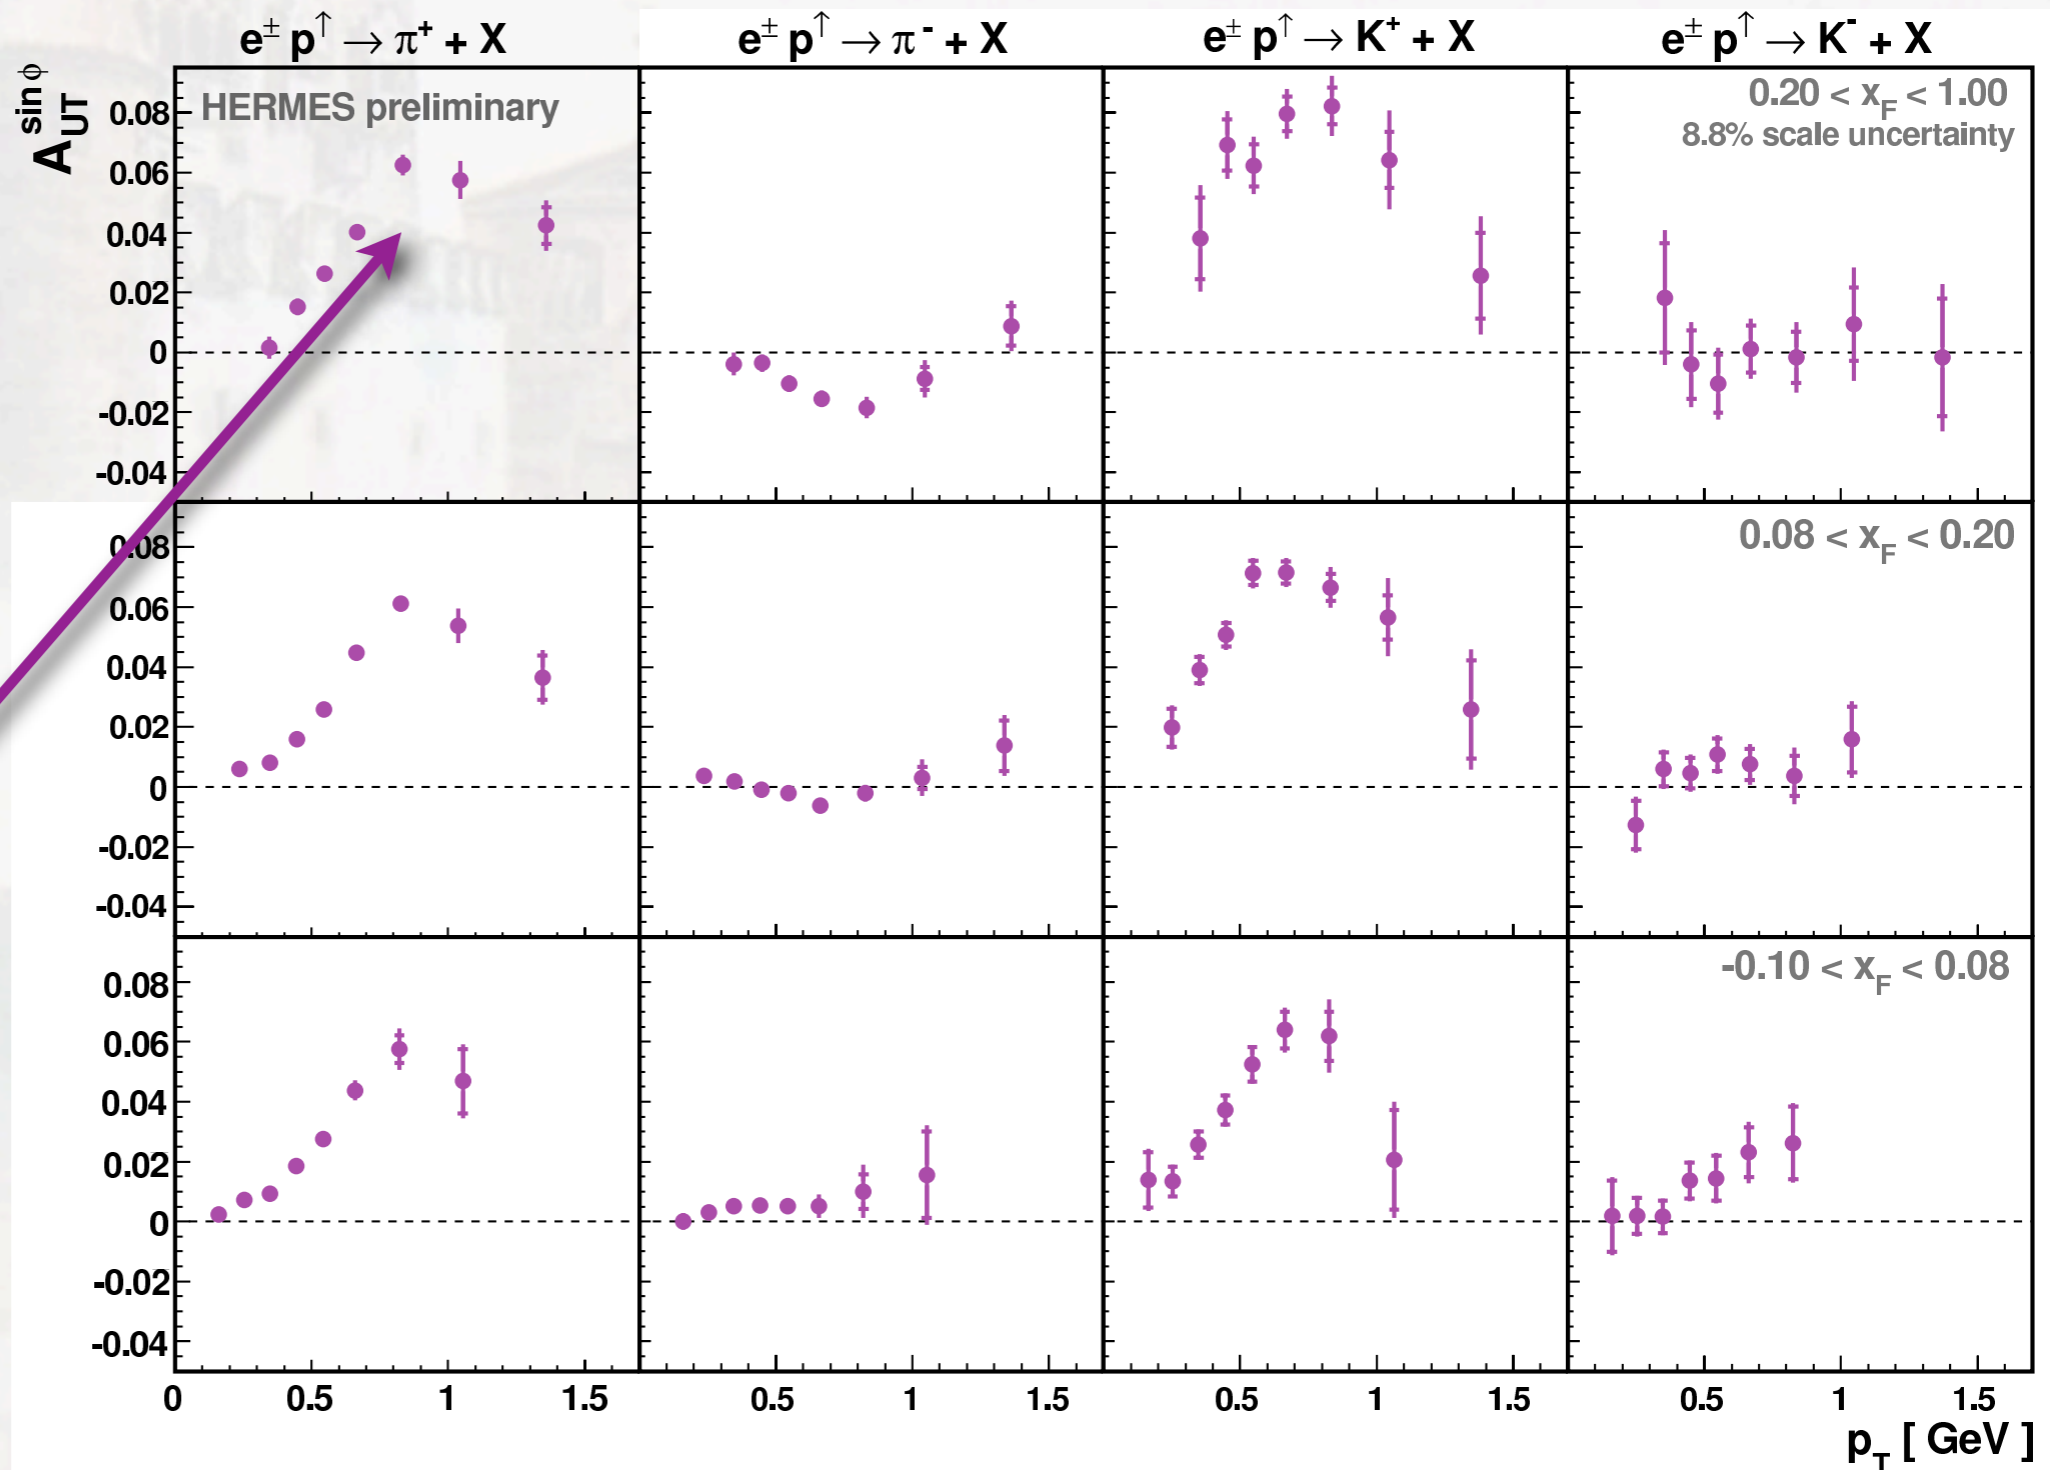 e± p↑ → π+ + X
e± p↑ → π- + X
e± p↑ → K+ + X
e± p↑ → K- + X
A_UT^sin ϕ
HERMES preliminary
0.20 < x_F < 1.00
8.8% scale uncertainty
0.08
0.06
0.04
0.02
0
-0.02
-0.04
0.08 < x_F < 0.20
0.08
0.06
0.04
0.02
0
-0.02
-0.04
-0.10 < x_F < 0.08
0.08
0.06
0.04
0.02
0
-0.02
-0.04
0 0.5 1 1.5 0.5 1 1.5 0.5 1 1.5 0.5 1 1.5
p_T [ GeV ]